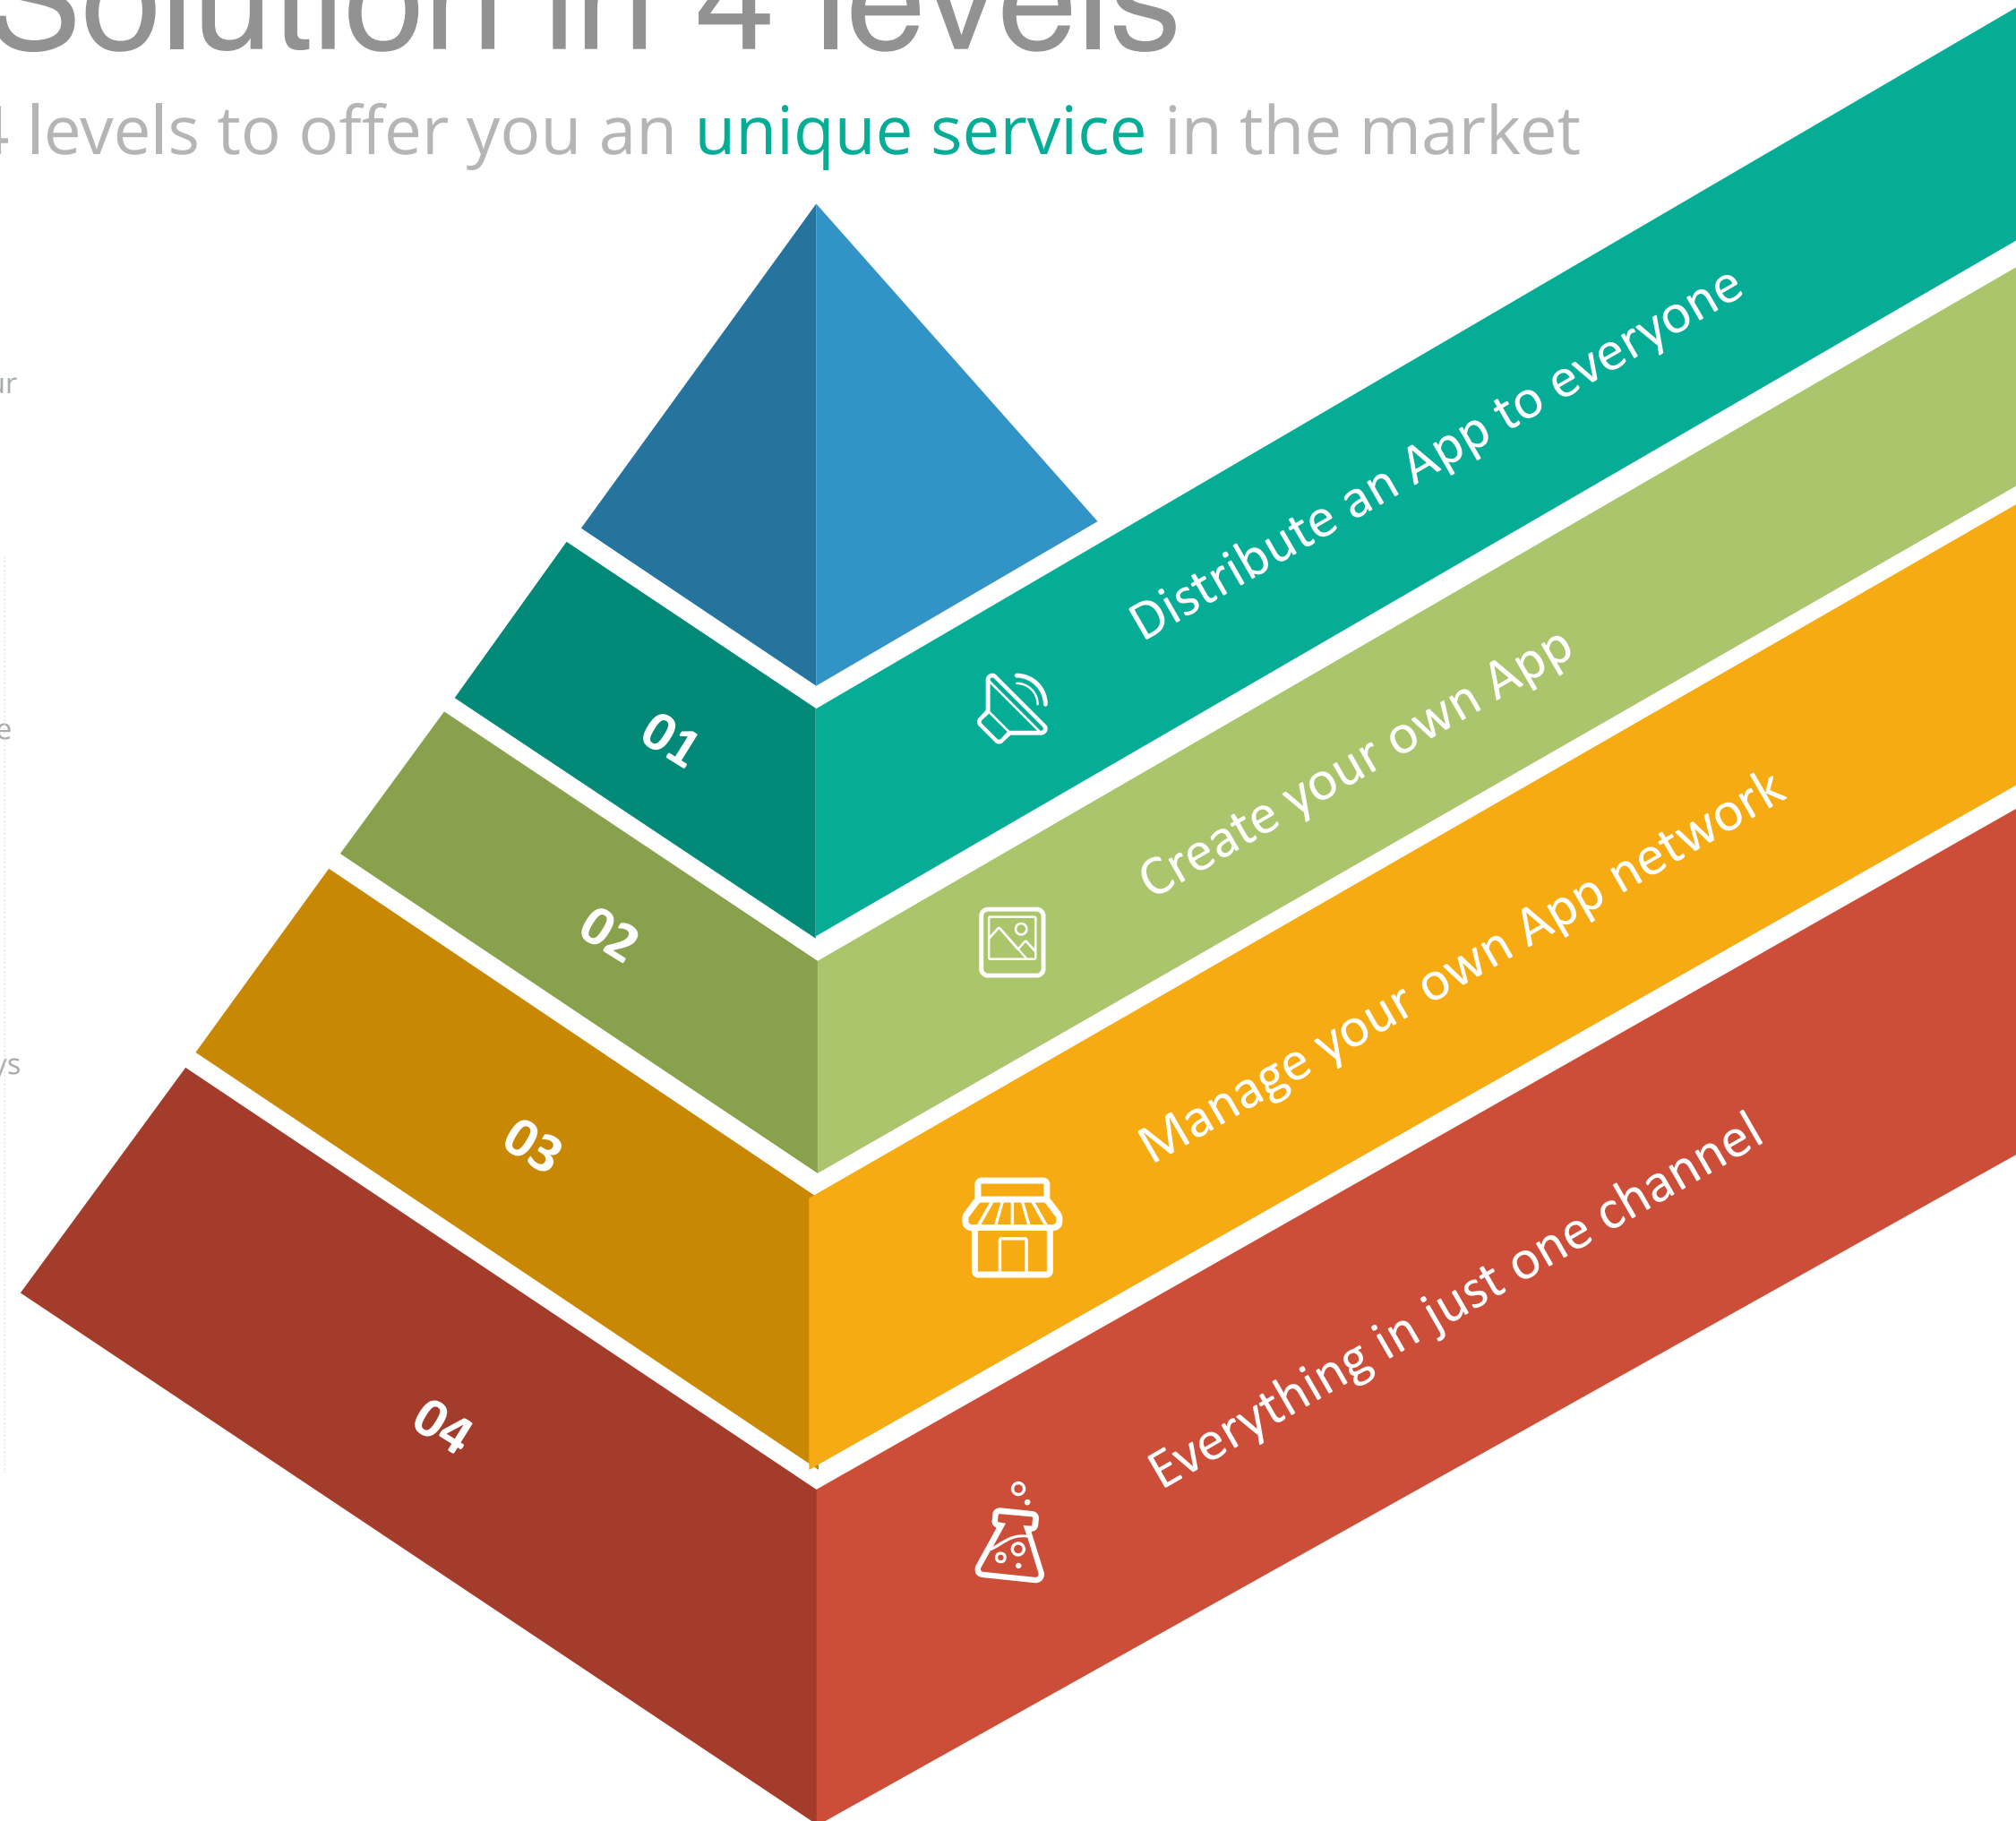 Solution in 4 levels
4 levels to offer you an unique service in the market
01
Distribute an App to everyone
02
Create your own App
03
Manage your own App network
04
Everything in just one channel